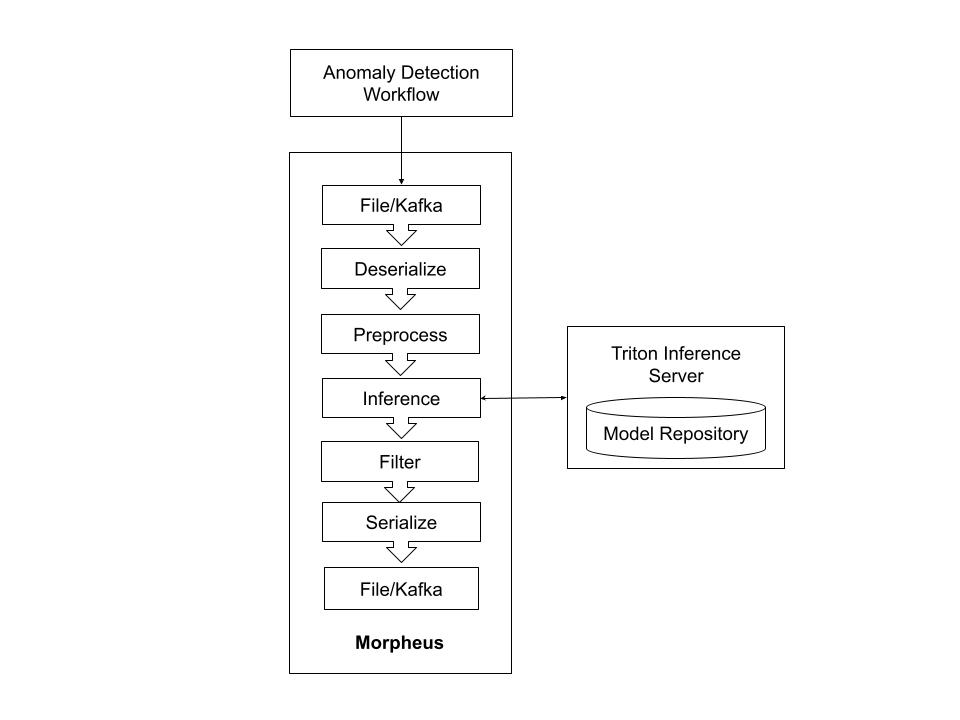 Anomaly Detection
Workflow
File/Kafka
Deserialize
Preprocess
Inference
Filter
Serialize
File/Kafka
Morpheus
Triton Inference
Server
Model Repository